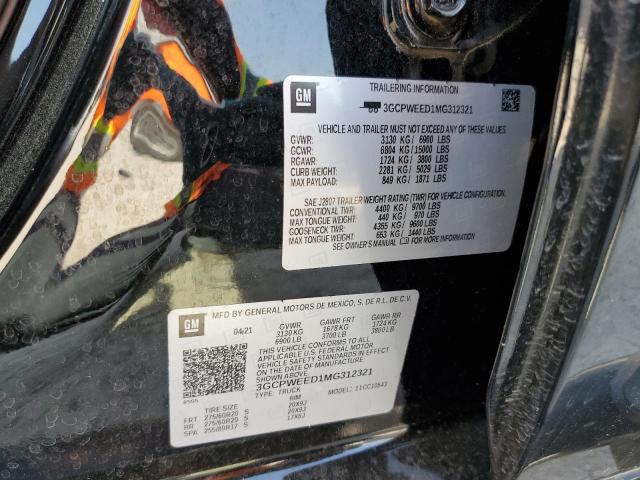 GM
TRAILERING INFORMATION
3GCPWEED1MG312321
VEHICLE AND TRAILER MUST NOT EXCEED ANY OF THESE VALUES.
GVWR: 3130 KG/ 6900 LBS
GCWR: 6804 KG/15000 LBS
RGAWR: 1724 KG/ 3800 LBS
CURB WEIGHT: 2281 KG/ 5029 LBS
MAX PAYLOAD: 849 KG/ 1871 LBS
SAE J2807 TRAILER WEIGHT RATING (TWR) FOR VEHICLE CONFIGURATION.
CONVENTIONAL TWR: 4400 KG/ 9700 LBS
MAX TONGUE WEIGHT: 440 KG/ 970 LBS
GOOSENECK TWR: 4355 KG/ 9600 LBS
MAX TONGUE WEIGHT: 653 KG/ 1440 LBS
SEE OWNER'S MANUAL FOR MORE INFORMATION
GM
MFD BY GENERAL MOTORS DE MEXICO, S. DE R.L. DE C.V.
04/21 GVWR GAWR FRT GAWR RR
3130KG 1678KG 1724KG
6900 LB 3700 LB 3800 LB
THIS VEHICLE CONFORMS TO ALL APPLICABLE U.S. FEDERAL MOTOR VEHICLE SAFETY STANDARDS IN EFFECT ON THE DATE OF MANUFACTURE SHOWN ABOVE.
3GCPWEED1MG312321
TYPE: TRUCK MODEL: 11CC10543
TIRE SIZE RIM
FRT 275/60R20 S 20X9J
RR 275/60R20 S 20X9J
SPA 255/80R17 S 17X8J